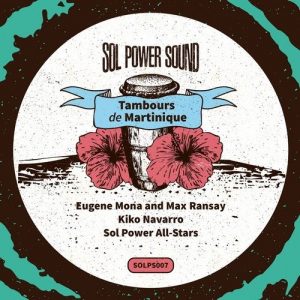 SOL POWER SOUND
Tambours
de Martinique
Eugene Mona and Max Ransay
Kiko Navarro
Sol Power All-Stars
SOLPS007